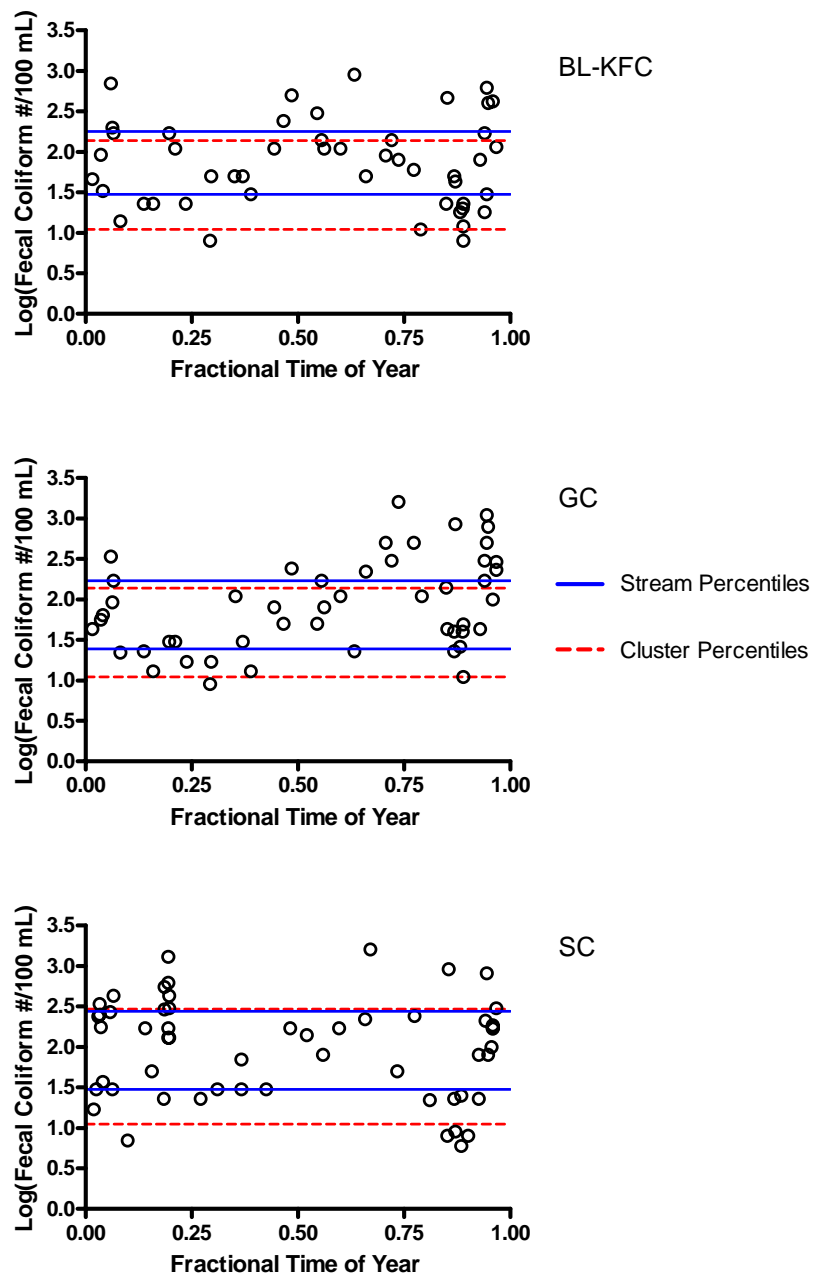 BL-KFC
Log(Fecal Coliform #/100 mL)
3.5
3.0
2.5
2.0
1.5
1.0
0.5
0.0
0.00 0.25 0.50 0.75 1.00
Fractional Time of Year
GC
Log(Fecal Coliform #/100 mL)
3.5
3.0
2.5
2.0
1.5
1.0
0.5
0.0
0.00 0.25 0.50 0.75 1.00
Fractional Time of Year
Stream Percentiles
Cluster Percentiles
SC
Log(Fecal Coliform #/100 mL)
3.5
3.0
2.5
2.0
1.5
1.0
0.5
0.0
0.00 0.25 0.50 0.75 1.00
Fractional Time of Year